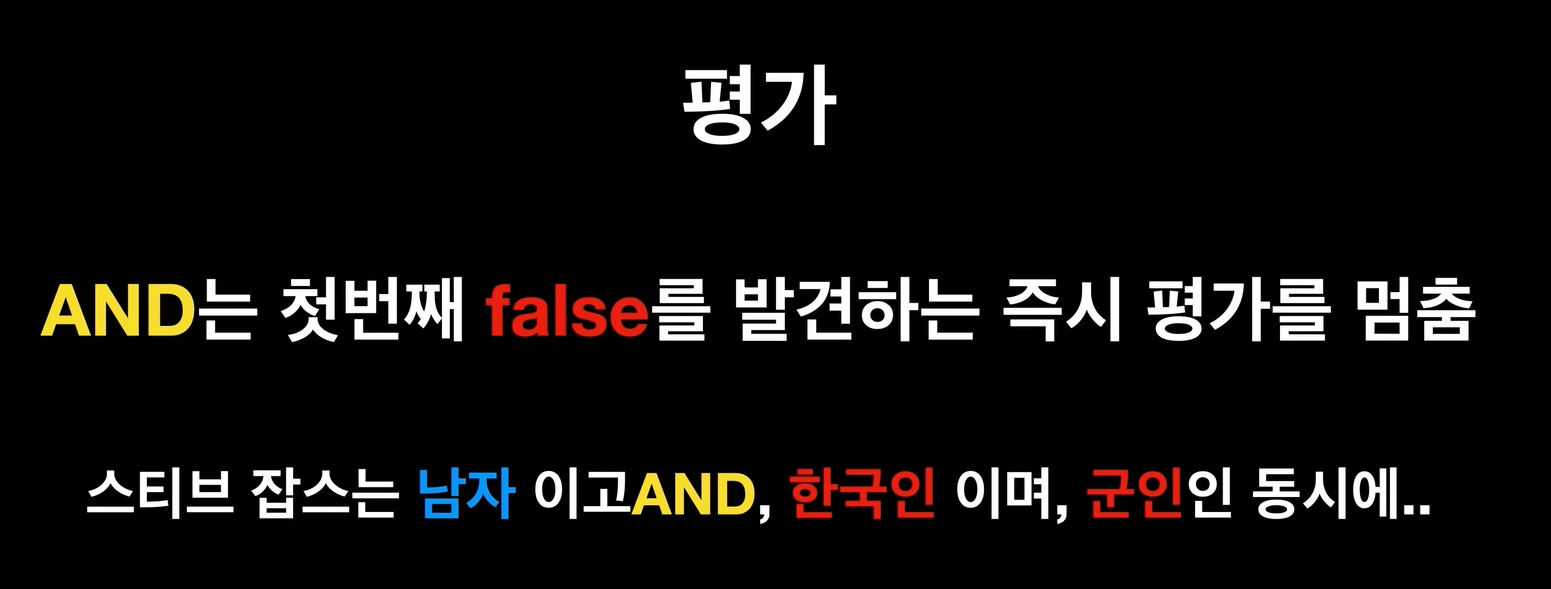 평가
AND는 첫번째 false를 발견하는 즉시 평가를 멈춤
스티브 잡스는 남자 이고AND, 한국인 이며, 군인인 동시에..